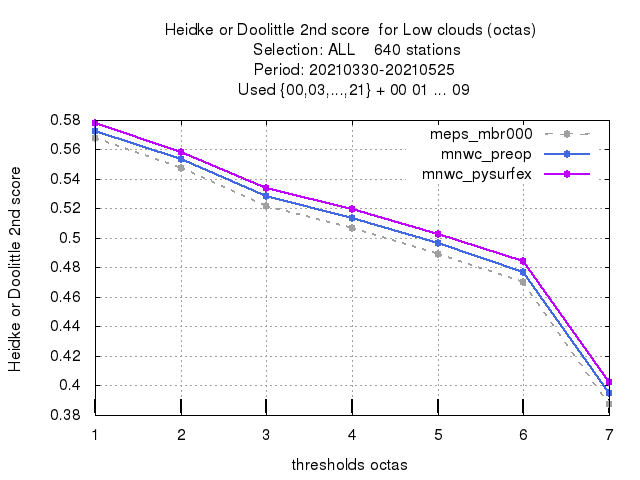 Heidke or Doolittle 2nd score  for Low clouds (octas)
Selection: ALL    640 stations
Period: 20210330-20210525
Used {00,03,...,21} + 00 01 ... 09
meps_mbr000
mnwc_preop
mnwc_pysurfex
Heidke or Doolittle 2nd score
0.58
0.56
0.54
0.52
0.5
0.48
0.46
0.44
0.42
0.4
0.38
1 2 3 4 5 6 7
thresholds octas